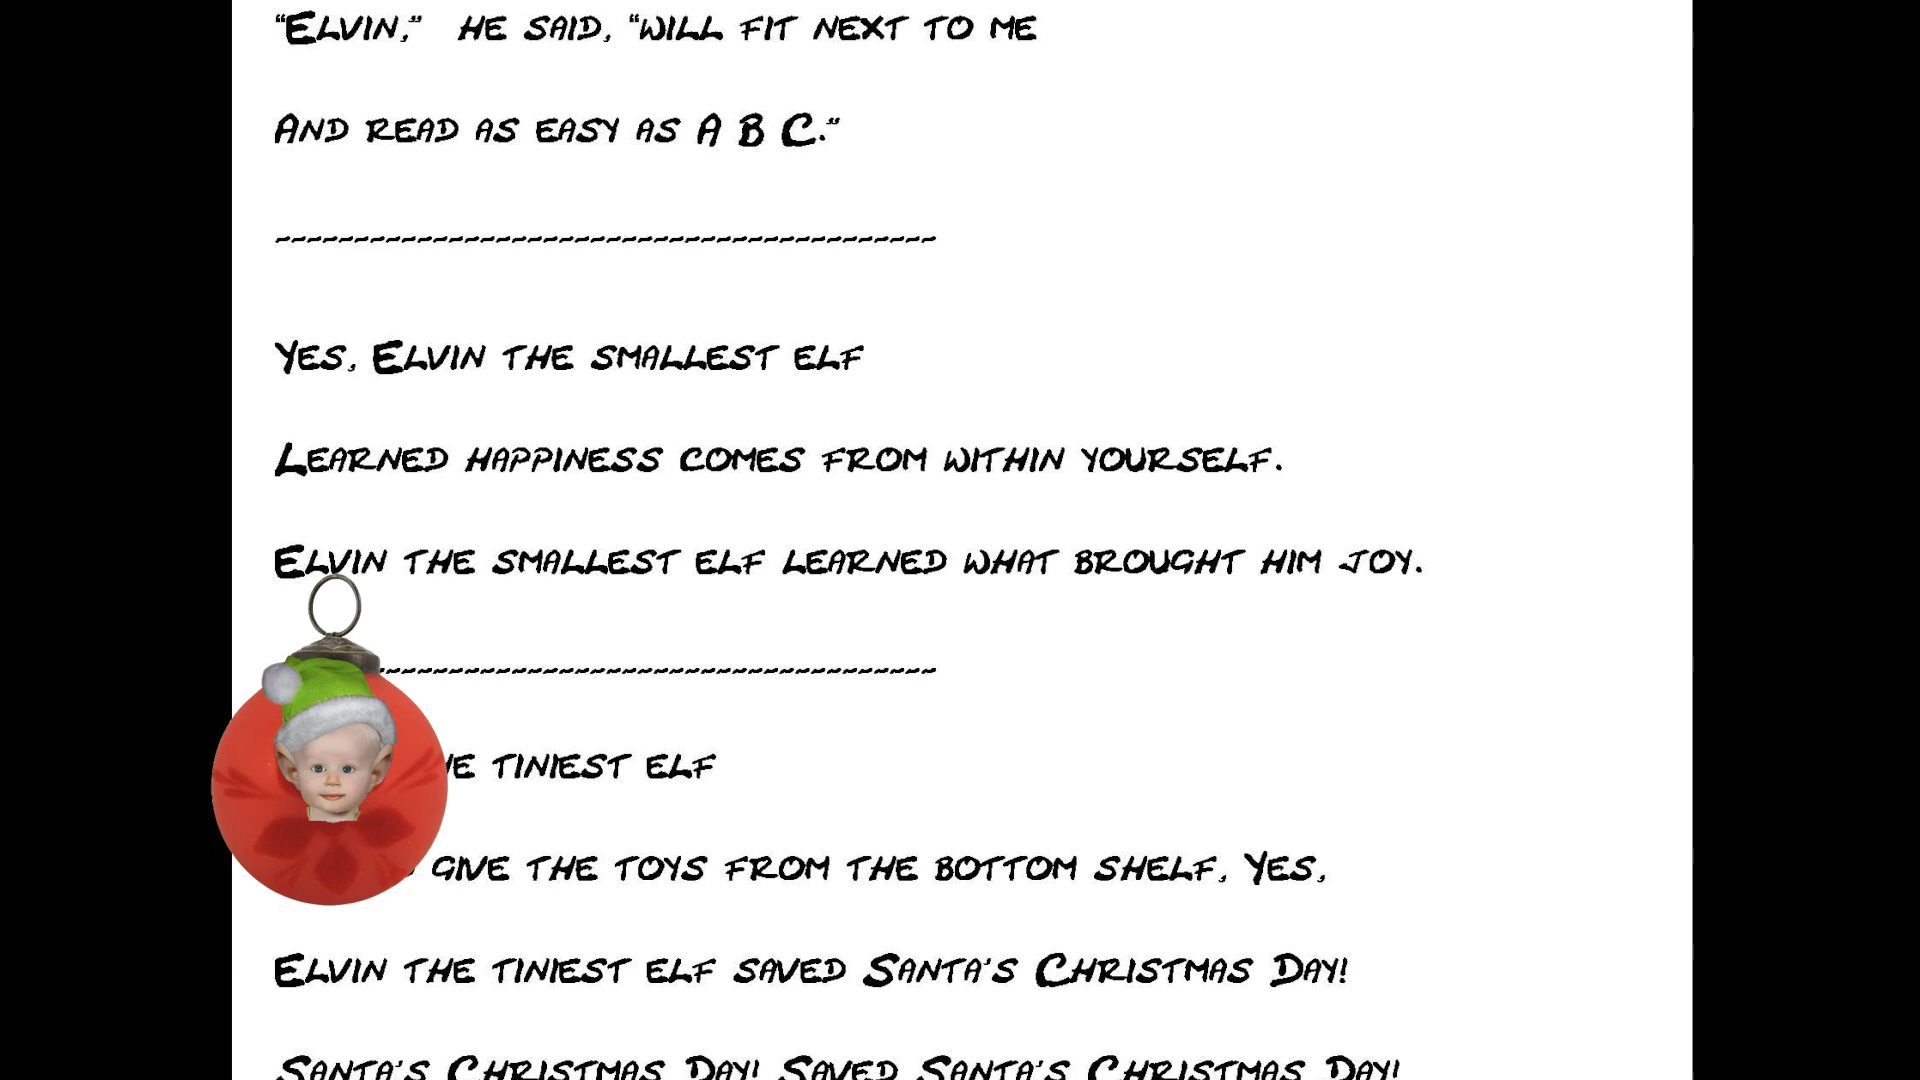 “Elvin,” he said, “will fit next to me
And read as easy as A B C.”
~~~~~~~~~~~~~~~~~~~~~~~~~~~~~~~~~~~~~~~~~~
Yes, Elvin the smallest elf
Learned happiness comes from within yourself.
Elvin the smallest elf learned what brought him joy.
~~~~~~~~~~~~~~~~~~~~~~~~~~~~~~~~~~~
tiniest elf
give the toys from the bottom shelf, Yes,
Elvin the tiniest elf saved Santa’s Christmas Day!
Santa’s Christmas Day! Saved Santa’s Christmas Day!